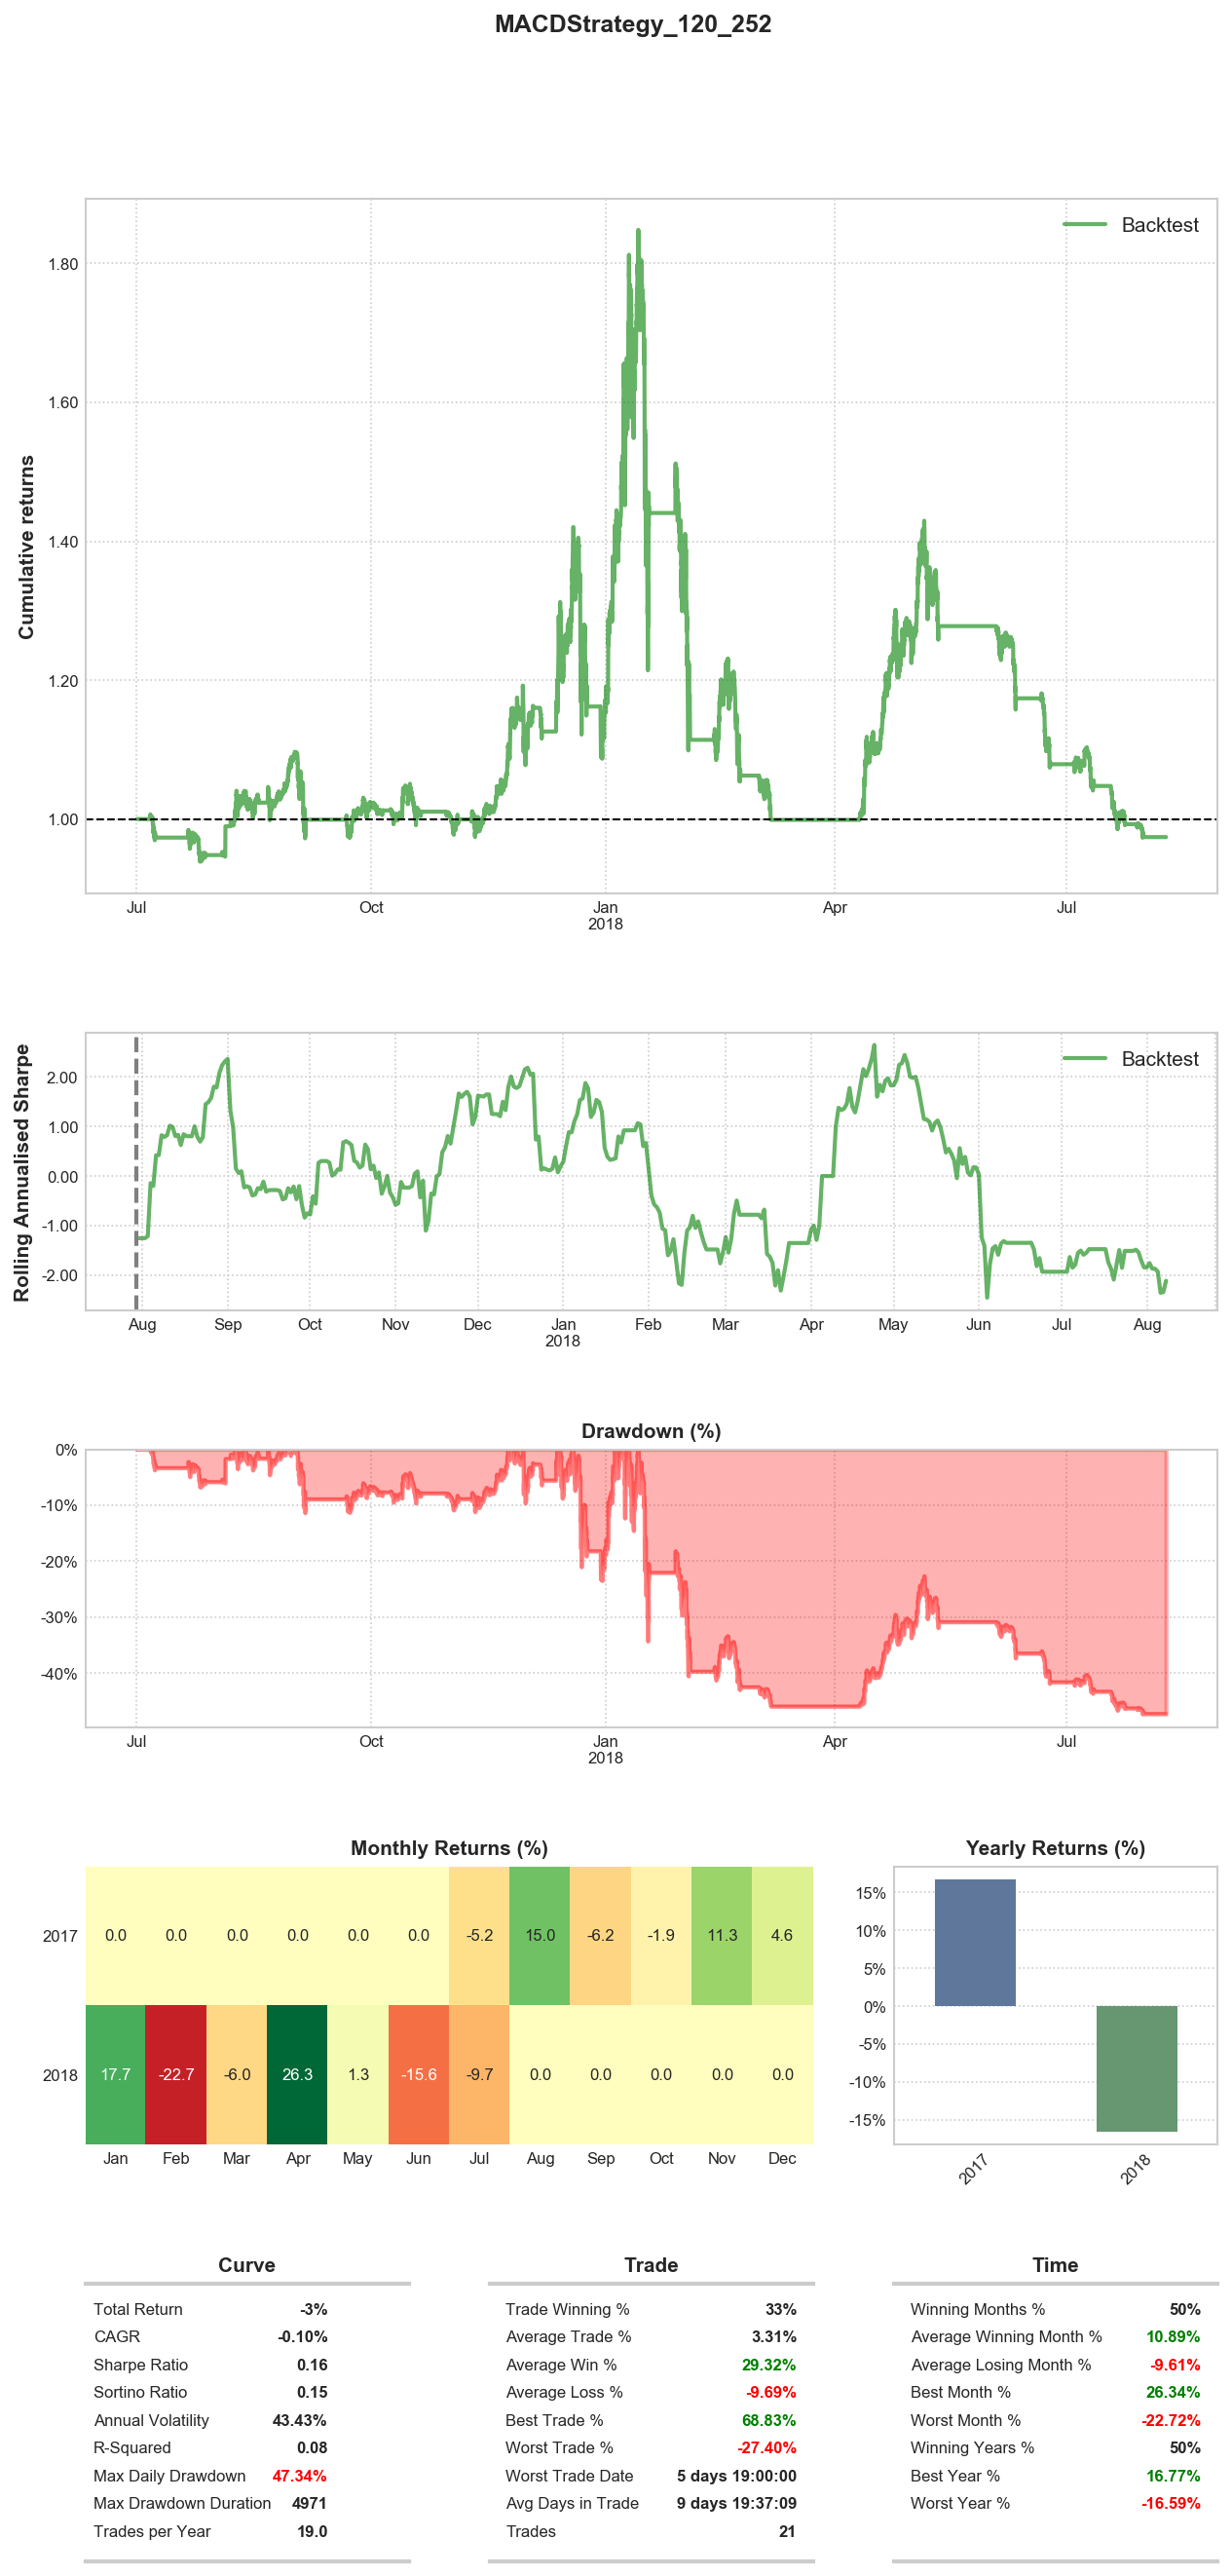 MACDStrategy_120_252
Backtest
Cumulative returns
1.80
1.60
1.40
1.20
1.00
Jul Oct Jan Apr Jul
2018
Backtest
Rolling Annualised Sharpe
2.00
1.00
0.00
-1.00
-2.00
Aug Sep Oct Nov Dec Jan Feb Mar Apr May Jun Jul Aug
2018
Drawdown (%)
0%
-10%
-20%
-30%
-40%
Jul Oct Jan Apr Jul
2018
Monthly Returns (%)
2017 0.0 0.0 0.0 0.0 0.0 0.0 -5.2 15.0 -6.2 -1.9 11.3 4.6
2018 17.7 -22.7 -6.0 26.3 1.3 -15.6 -9.7 0.0 0.0 0.0 0.0 0.0
Jan Feb Mar Apr May Jun Jul Aug Sep Oct Nov Dec
Yearly Returns (%)
15%
10%
5%
0%
-5%
-10%
-15%
2017 2018
Curve
Total Return -3%
CAGR -0.10%
Sharpe Ratio 0.16
Sortino Ratio 0.15
Annual Volatility 43.43%
R-Squared 0.08
Max Daily Drawdown 47.34%
Max Drawdown Duration 4971
Trades per Year 19.0
Trade
Trade Winning % 33%
Average Trade % 3.31%
Average Win % 29.32%
Average Loss % -9.69%
Best Trade % 68.83%
Worst Trade % -27.40%
Worst Trade Date 5 days 19:00:00
Avg Days in Trade 9 days 19:37:09
Trades 21
Time
Winning Months % 50%
Average Winning Month % 10.89%
Average Losing Month % -9.61%
Best Month % 26.34%
Worst Month % -22.72%
Winning Years % 50%
Best Year % 16.77%
Worst Year % -16.59%